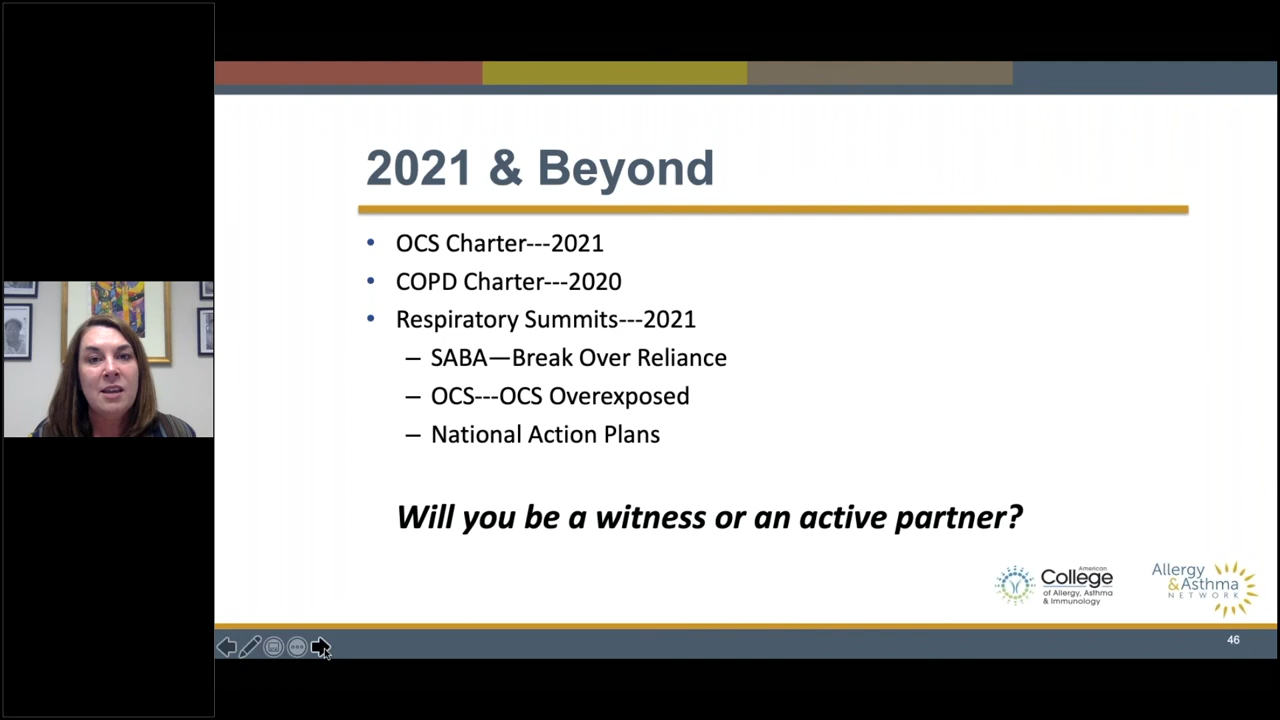 2021 & Beyond
• OCS Charter---2021
• COPD Charter---2020
• Respiratory Summits---2021
– SABA—Break Over Reliance
– OCS---OCS Overexposed
– National Action Plans
Will you be a witness or an active partner?
American
College
of Allergy, Asthma
& Immunology
Allergy
&Asthma
NETWORK
46